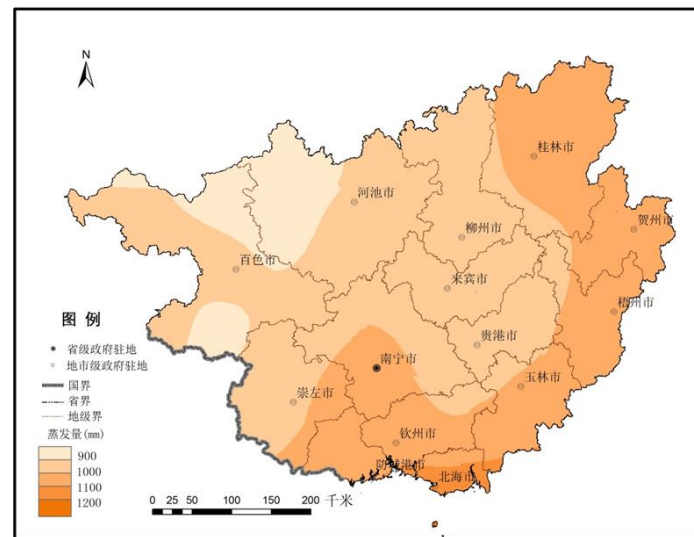 N
桂林市
河池市
贺州市
柳州市
百色市
来宾市
梧州市
图 例
贵港市
省级政府驻地
南宁市
地市级政府驻地
玉林市
国界
崇左市
省界
地级界
蒸发量(mm)
钦州市
900
防城港市
1000
北海市
1100
1200
0 25 50 100 150 200 千米